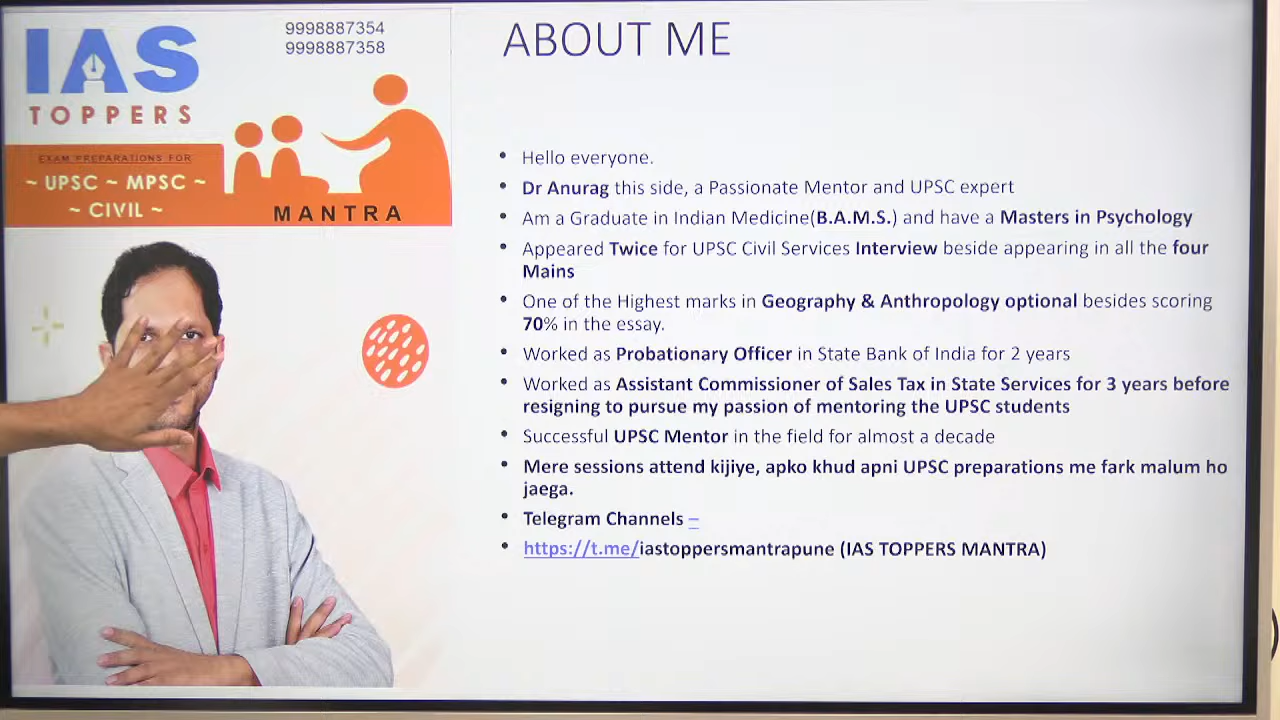 9998887354
9998887358
IAS
TOPPERS
EXAM PREPARATIONS FOR
~ UPSC ~ MPSC ~
~ CIVIL ~
MANTRA
ABOUT ME
• Hello everyone.
• Dr Anurag this side, a Passionate Mentor and UPSC expert
• Am a Graduate in Indian Medicine(B.A.M.S.) and have a Masters in Psychology
• Appeared Twice for UPSC Civil Services Interview beside appearing in all the four
Mains
• One of the Highest marks in Geography & Anthropology optional besides scoring
70% in the essay.
• Worked as Probationary Officer in State Bank of India for 2 years
• Worked as Assistant Commissioner of Sales Tax in State Services for 3 years before
resigning to pursue my passion of mentoring the UPSC students
• Successful UPSC Mentor in the field for almost a decade
• Mere sessions attend kijiye, apko khud apni UPSC preparations me fark malum ho
jaega.
• Telegram Channels –
• https://t.me/iastoppersmantrapune (IAS TOPPERS MANTRA)